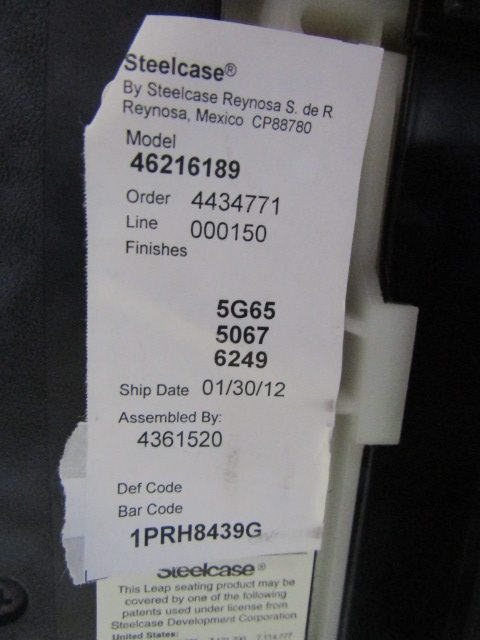 Steelcase®
By Steelcase Reynosa S. de R
Reynosa, Mexico CP88780
Model
46216189
Order 4434771
Line 000150
Finishes
5G65
5067
6249
Ship Date 01/30/12
Assembled By:
4361520
Def Code
Bar Code
1PRH8439G
Steelcase®
This Leap seating product may be
covered by one of the following
patents used under license from
Steelcase Development Corporation
United States: